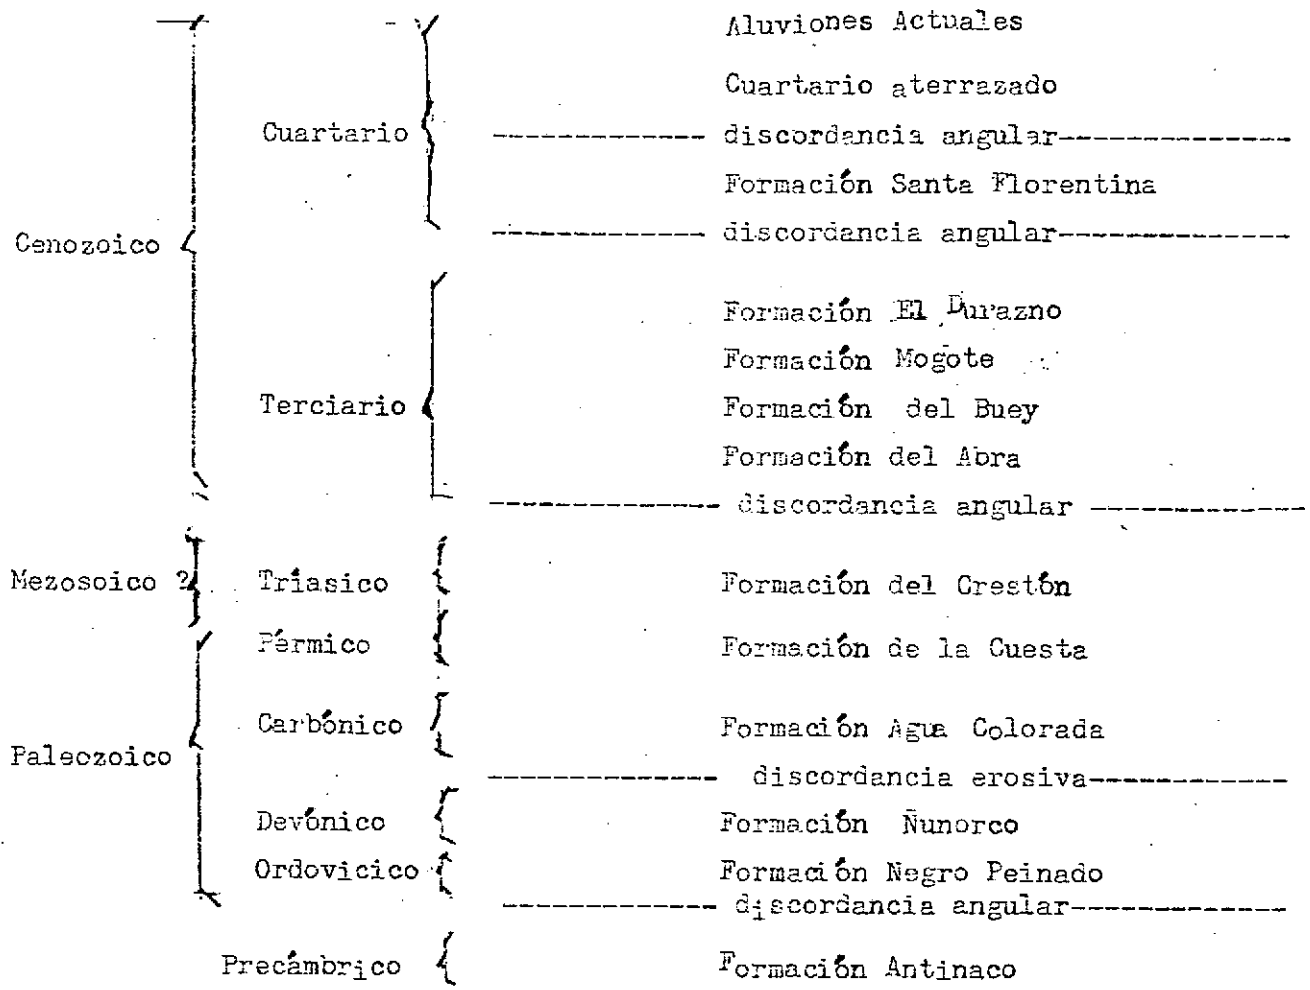 Aluviones Actuales
Cuartario aterrazado
Cuartario ---------- discordancia angular----------
Formación Santa Florentina
Cenozoico ---------- discordancia angular----------
Formación El Durazno
Formación Mogote
Terciario Formación del Buey
Formación del Abra
---------- discordancia angular ----------
Mezosoico ? Tríasico Formación del Crestón
Pérmico Formación de la Cuesta
Carbónico Formación Agua Colorada
Paleozoico ---------- discordancia erosiva----------
Devónico Formación Ñunorco
Ordovicico Formación Negro Peinado
---------- discordancia angular----------
Precámbrico Formación Antinaco